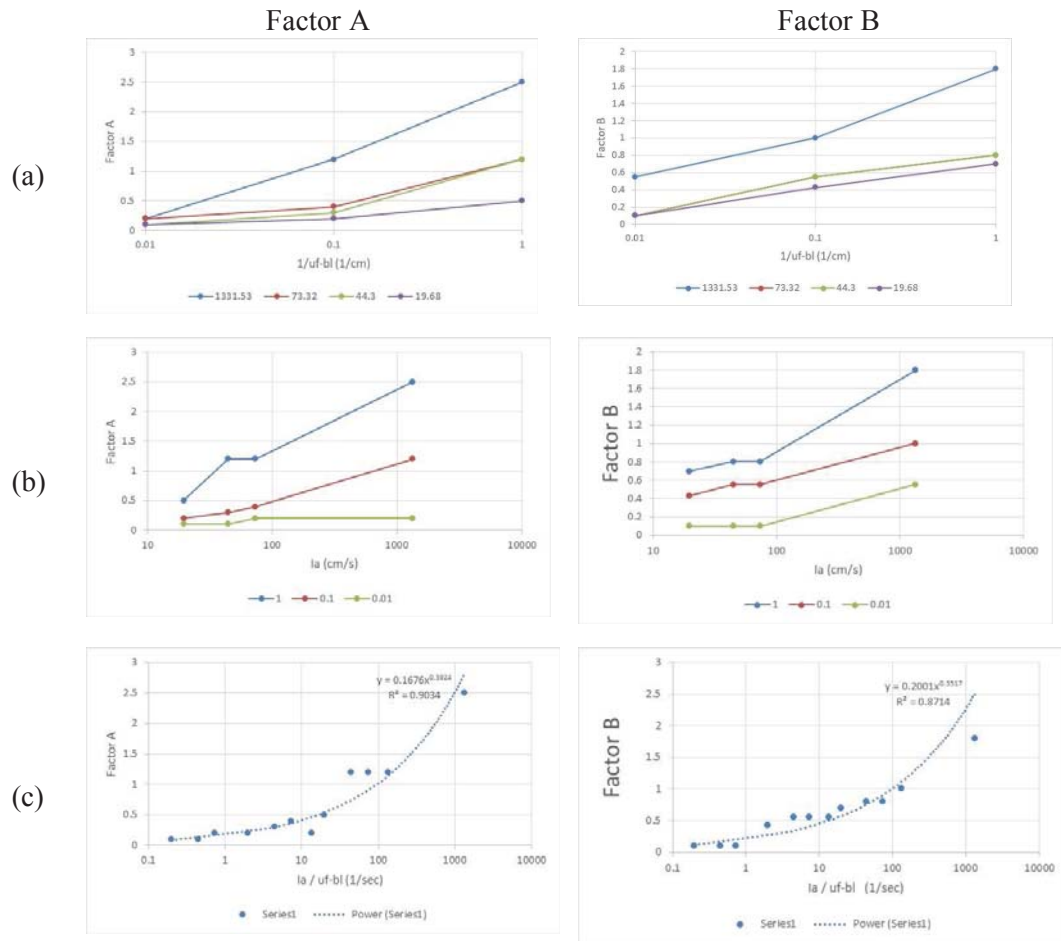 Factor A
Factor B
(a)
Factor A
3
2.5
2
1.5
1
0.5
0
0.01 0.1 1
1/uf-bl (1/cm)
1331.53 73.32 44.3 19.68
Factor B
2
1.8
1.6
1.4
1.2
1
0.8
0.6
0.4
0.2
0
0.01 0.1 1
1/uf-bl (1/cm)
1331.53 73.32 44.3 19.68
(b)
Factor A
3
2.5
2
1.5
1
0.5
0
10 100 1000 10000
Ia (cm/s)
1 0.1 0.01
Factor B
2
1.8
1.6
1.4
1.2
1
0.8
0.6
0.4
0.2
0
10 100 1000 10000
Ia (cm/s)
1 0.1 0.01
(c)
Factor A
3
2.5
2
1.5
1
0.5
0
y = 0.1676x
R² = 0.9034
0.1 1 10 100 1000 10000
Ia / uf-bl (1/sec)
Series1 Power (Series1)
Factor B
3
2.5
2
1.5
1
0.5
0
y = 0.2001x
R² = 0.8714
0.1 1 10 100 1000 10000
Ia / uf-bl (1/sec)
Series1 Power (Series1)